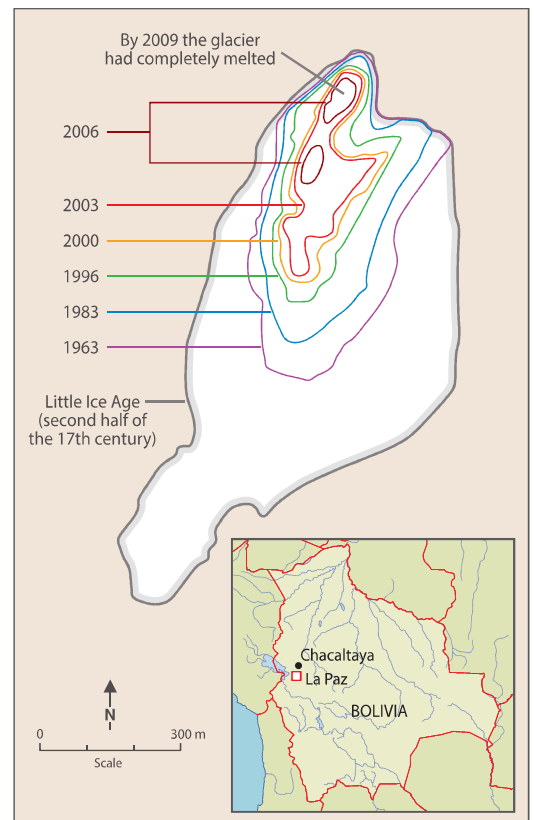 By 2009 the glacier
had completely melted
2006
2003
2000
1996
1983
1963
Little Ice Age
(second half of
the 17th century)
Chacaltaya
La Paz
BOLIVIA
N
0 300 m
Scale